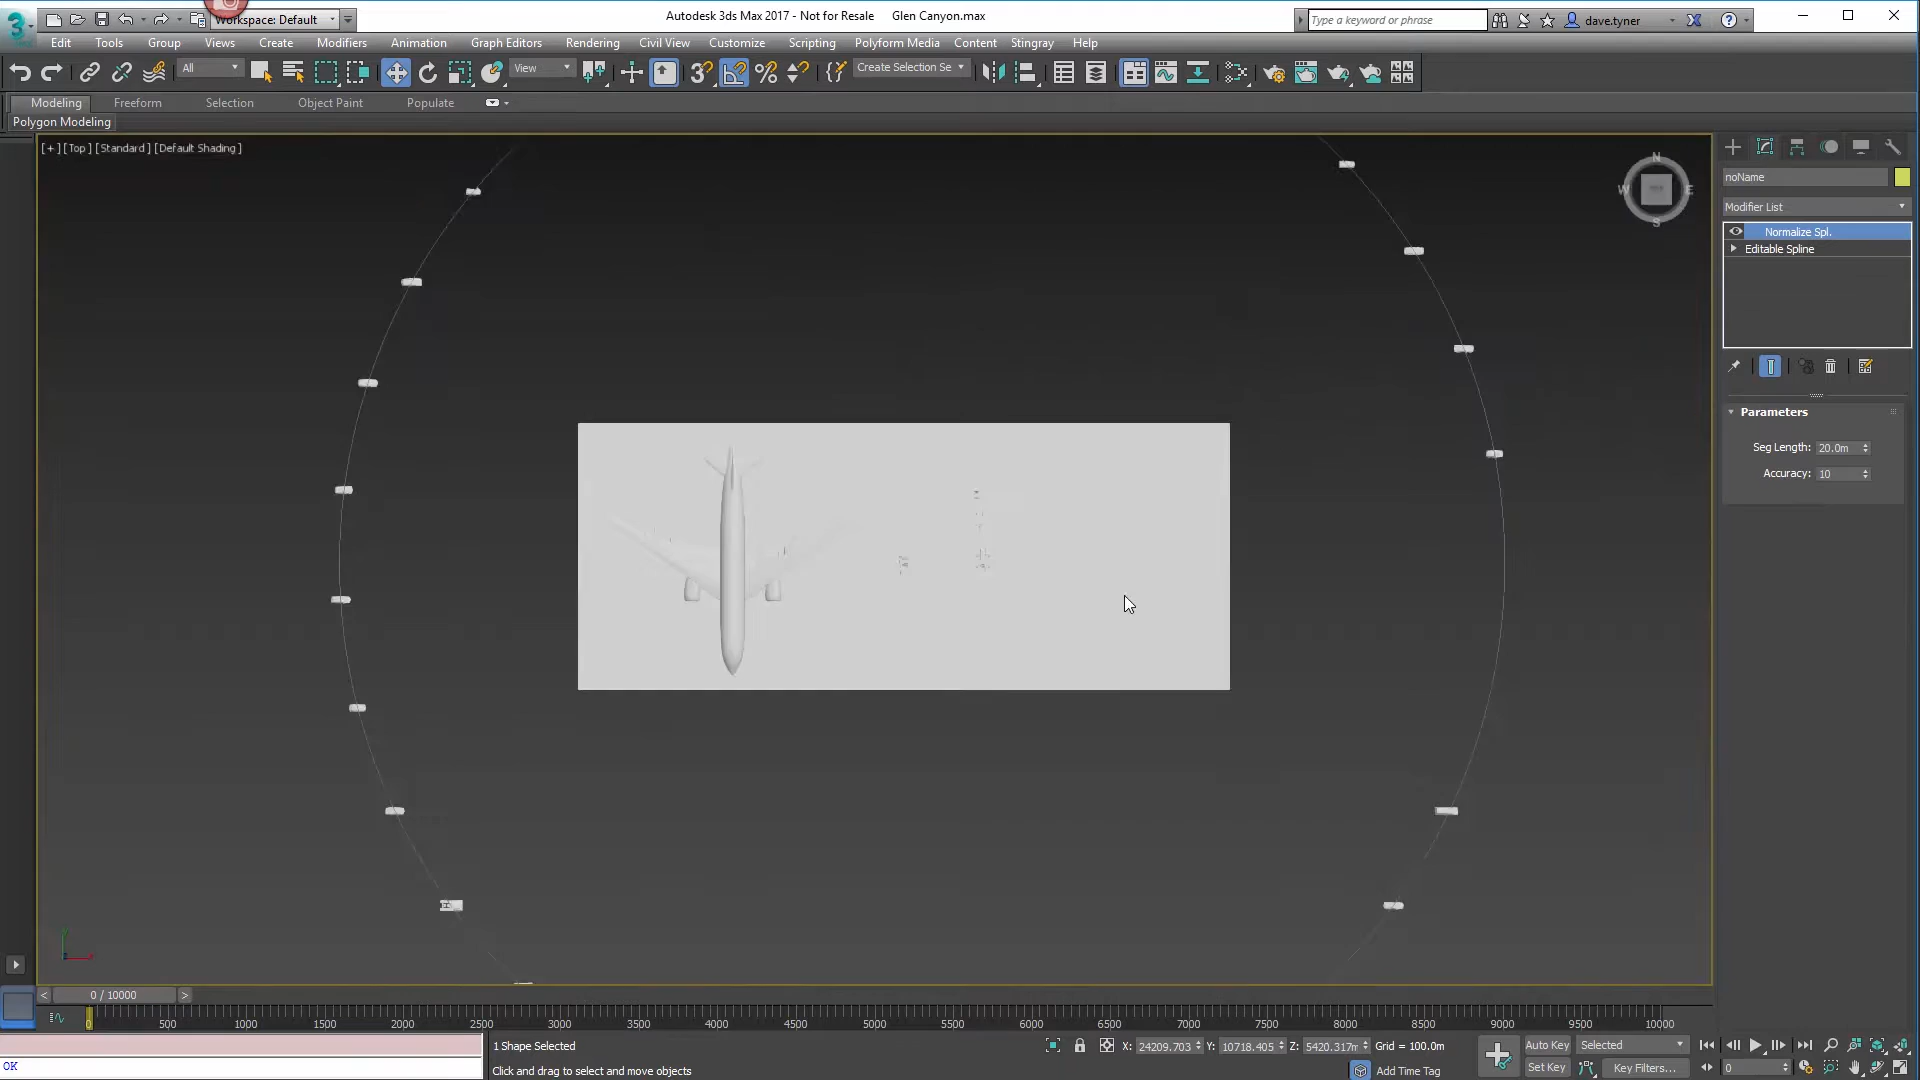 Workspace: Default
Autodesk 3ds Max 2017 - Not for Resale Glen Canyon.max
Type a keyword or phrase
dave.tyner
Edit Tools Group Views Create Modifiers Animation Graph Editors Rendering Civil View Customize Scripting Polyform Media Content Stingray Help
All View Create Selection Se
Modeling Freeform Selection Object Paint Populate
Polygon Modeling
[+] [Top] [Standard] [Default Shading]
N
W E
S
noName
Modifier List
Normalize Spl.
Editable Spline
Parameters
Seg Length: 20.0m
Accuracy: 10
< 0 / 10000 >
0 500 1000 1500 2000 2500 3000 3500 4000 4500 5000 5500 6000 6500 7000 7500 8000 8500 9000 9500 10000
1 Shape Selected X: 24209.703 Y: 10718.405 Z: 5420.317m Grid = 100.0m Auto Key Selected
OK Click and drag to select and move objects Add Time Tag Set Key Key Filters... 0